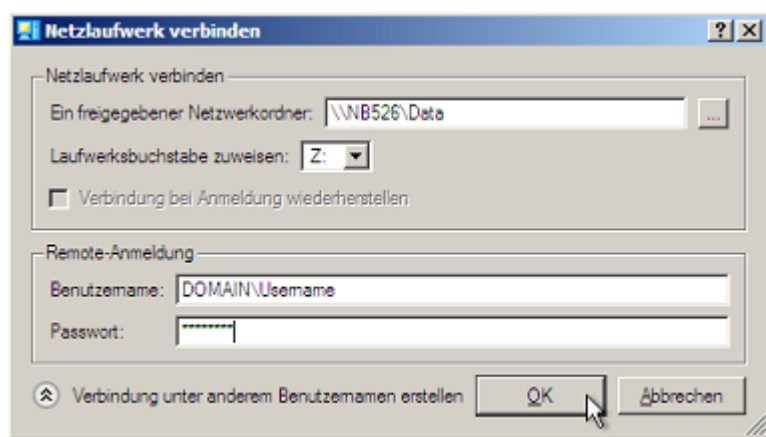 Netzlaufwerk verbinden
Netzlaufwerk verbinden
Ein freigegebener Netzwerkordner: \\NB526\Data ...
Laufwerksbuchstabe zuweisen: Z:
Verbindung bei Anmeldung wiederherstellen
Remote-Anmeldung
Benutzername: DOMAIN\Username
Passwort: ********
Verbindung unter anderem Benutzernamen erstellen OK Abbrechen